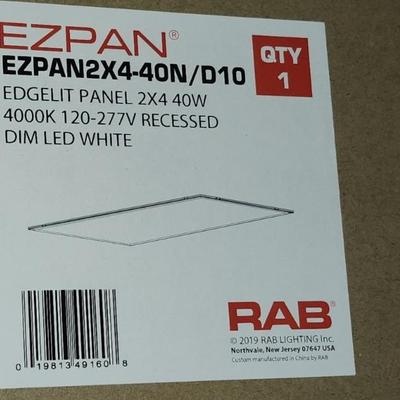 EZPAN®
QTY
1
EZPAN2X4-40N/D10
EDGELIT PANEL 2X4 40W
4000K 120-277V RECESSED
DIM LED WHITE
RAB®
© 2019 RAB LIGHTING Inc.
Northvale, New Jersey 07647 USA
Custom manufactured in China by RAB
0 19813 49160 8